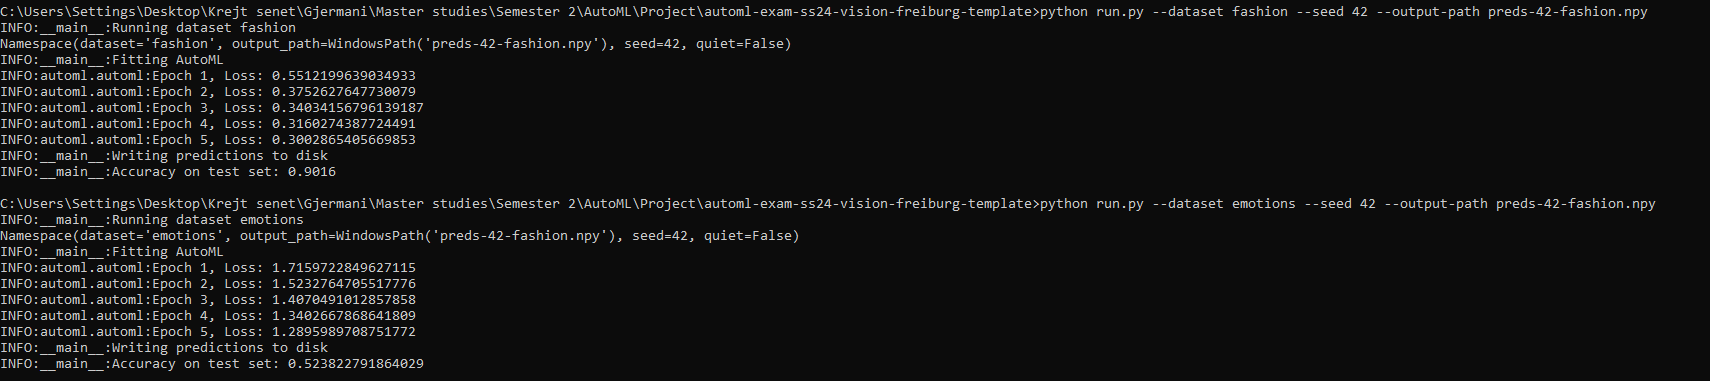 C:\Users\Settings\Desktop\Krejt senet\Gjermani\Master studies\Semester 2\AutoML\Project\automl-exam-ss24-vision-freiburg-template>python run.py --dataset fashion --seed 42 --output-path preds-42-fashion.npy
INFO:__main__:Running dataset fashion
Namespace(dataset='fashion', output_path=WindowsPath('preds-42-fashion.npy'), seed=42, quiet=False)
INFO:__main__:Fitting AutoML
INFO:automl.automl:Epoch 1, Loss: 0.5512199639034933
INFO:automl.automl:Epoch 2, Loss: 0.3752627647730079
INFO:automl.automl:Epoch 3, Loss: 0.34034156796139187
INFO:automl.automl:Epoch 4, Loss: 0.3160274387724491
INFO:automl.automl:Epoch 5, Loss: 0.3002865405669853
INFO:__main__:Writing predictions to disk
INFO:__main__:Accuracy on test set: 0.9016
C:\Users\Settings\Desktop\Krejt senet\Gjermani\Master studies\Semester 2\AutoML\Project\automl-exam-ss24-vision-freiburg-template>python run.py --dataset emotions --seed 42 --output-path preds-42-fashion.npy
INFO:__main__:Running dataset emotions
Namespace(dataset='emotions', output_path=WindowsPath('preds-42-fashion.npy'), seed=42, quiet=False)
INFO:__main__:Fitting AutoML
INFO:automl.automl:Epoch 1, Loss: 1.7159722849627115
INFO:automl.automl:Epoch 2, Loss: 1.5232764705517776
INFO:automl.automl:Epoch 3, Loss: 1.4070491012857858
INFO:automl.automl:Epoch 4, Loss: 1.3402667868641809
INFO:automl.automl:Epoch 5, Loss: 1.2895989708751772
INFO:__main__:Writing predictions to disk
INFO:__main__:Accuracy on test set: 0.523822791864029